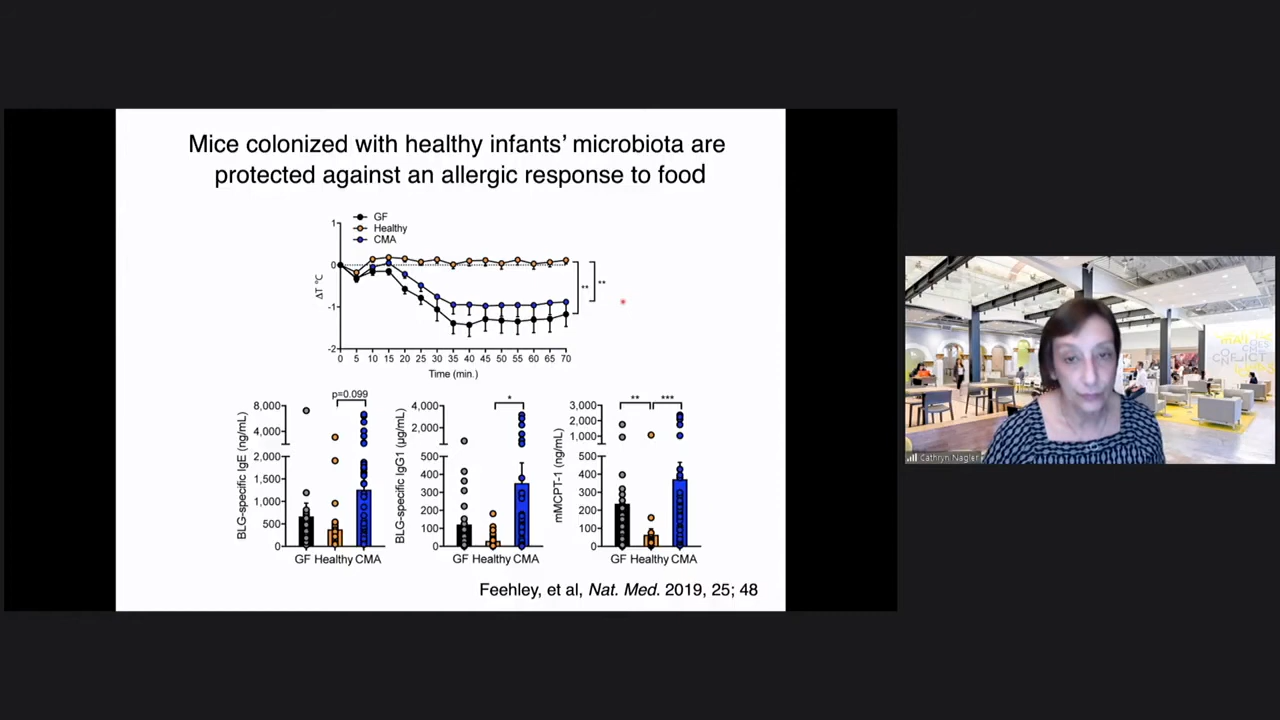 Mice colonized with healthy infants' microbiota are
protected against an allergic response to food
GF
Healthy
CMA
1
0
-1
-2
ΔT °C
0 5 10 15 20 25 30 35 40 45 50 55 60 65 70
Time (min.)
**
**
BLG-specific IgE (ng/mL)
8,000
4,000
2,000
1,500
1,000
500
0
p=0.099
GF Healthy CMA
BLG-specific IgG1 (µg/mL)
4,000
2,000
500
400
300
200
100
0
*
GF Healthy CMA
mMCPT-1 (ng/mL)
3,000
2,000
1,000
500
400
300
200
100
0
** ***
GF Healthy CMA
Feehley, et al, Nat. Med. 2019, 25; 48
Cathryn Nagler